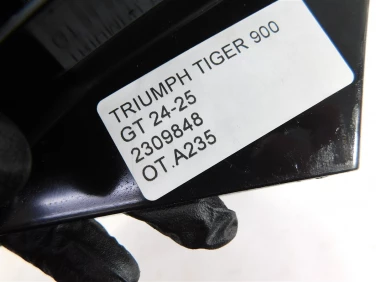 TRIUMPH TIGER 900
GT 24-25
2309848
OT.A235